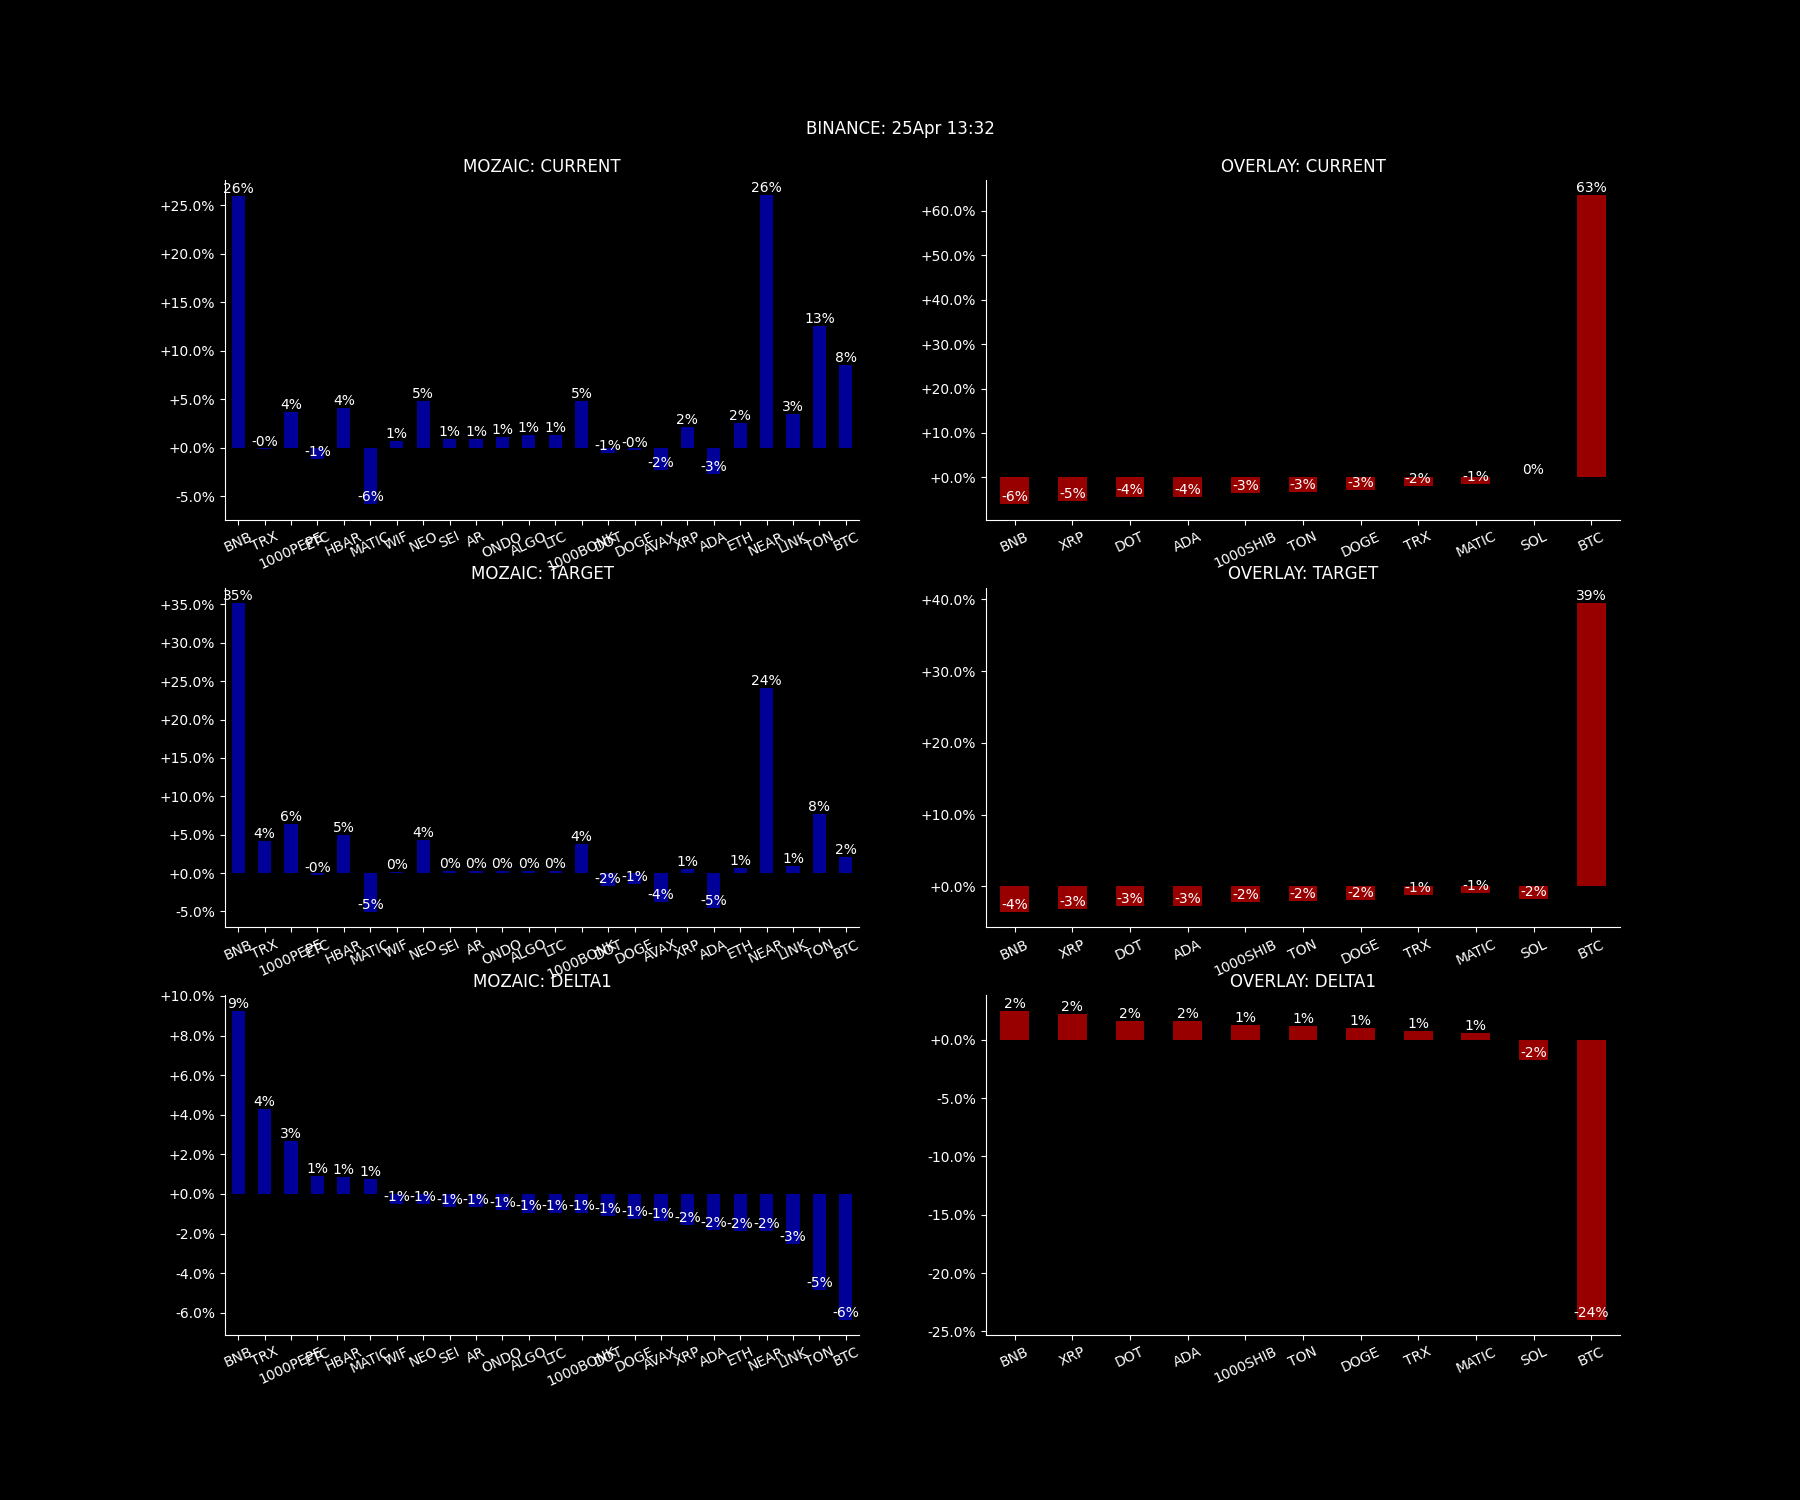 BINANCE: 25Apr 13:32
MOZAIC: CURRENT
+25.0%
+20.0%
+15.0%
+10.0%
+5.0%
+0.0%
-5.0%
26% -0% 4% -1% 4% -6% 1% 5% 1% 1% 1% 1% 1% 5% -1% -0% -2% 2% -3% 2% 26% 3% 13% 8%
BNB TRX 1000PEPE ETC HBAR MATIC WIF NEO SEI AR ONDO ALGO LTC 1000BONK DOT DOGE AVAX XRP ADA ETH NEAR LINK TON BTC
OVERLAY: CURRENT
+60.0%
+50.0%
+40.0%
+30.0%
+20.0%
+10.0%
+0.0%
-6% -5% -4% -4% -3% -3% -3% -2% -1% 0% 63%
BNB XRP DOT ADA 1000SHIB TON DOGE TRX MATIC SOL BTC
MOZAIC: TARGET
+35.0%
+30.0%
+25.0%
+20.0%
+15.0%
+10.0%
+5.0%
+0.0%
-5.0%
35% 4% 6% -0% 5% -5% 0% 4% 0% 0% 0% 0% 0% 4% -2% -1% -4% 1% -5% 1% 24% 1% 8% 2%
BNB TRX 1000PEPE ETC HBAR MATIC WIF NEO SEI AR ONDO ALGO LTC 1000BONK DOT DOGE AVAX XRP ADA ETH NEAR LINK TON BTC
OVERLAY: TARGET
+40.0%
+30.0%
+20.0%
+10.0%
+0.0%
-4% -3% -3% -3% -2% -2% -2% -1% -1% -2% 39%
BNB XRP DOT ADA 1000SHIB TON DOGE TRX MATIC SOL BTC
MOZAIC: DELTA1
+10.0%
+8.0%
+6.0%
+4.0%
+2.0%
+0.0%
-2.0%
-4.0%
-6.0%
9% 4% 3% 1% 1% 1% -1% -1% -1% -1% -1% -1% -1% -1% -1% -1% -1% -2% -2% -2% -2% -3% -5% -6%
BNB TRX 1000PEPE ETC HBAR MATIC WIF NEO SEI AR ONDO ALGO LTC 1000BONK DOT DOGE AVAX XRP ADA ETH NEAR LINK TON BTC
OVERLAY: DELTA1
+0.0%
-5.0%
-10.0%
-15.0%
-20.0%
-25.0%
2% 2% 2% 2% 1% 1% 1% 1% 1% -2% -24%
BNB XRP DOT ADA 1000SHIB TON DOGE TRX MATIC SOL BTC